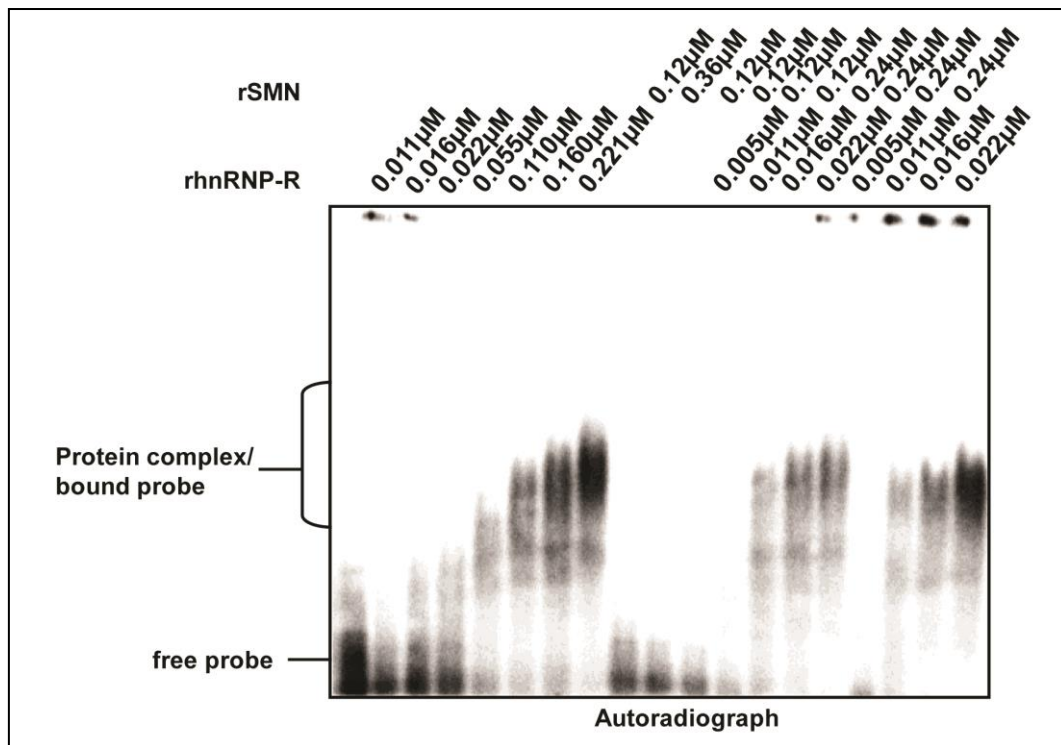 rSMN 0.12µM 0.36µM 0.12µM 0.12µM 0.12µM 0.12µM 0.24µM 0.24µM 0.24µM 0.24µM
rhnRNP-R 0.011µM 0.016µM 0.022µM 0.055µM 0.110µM 0.160µM 0.221µM 0.005µM 0.011µM 0.016µM 0.022µM 0.005µM 0.011µM 0.016µM 0.022µM
Protein complex/
bound probe
free probe
Autoradiograph